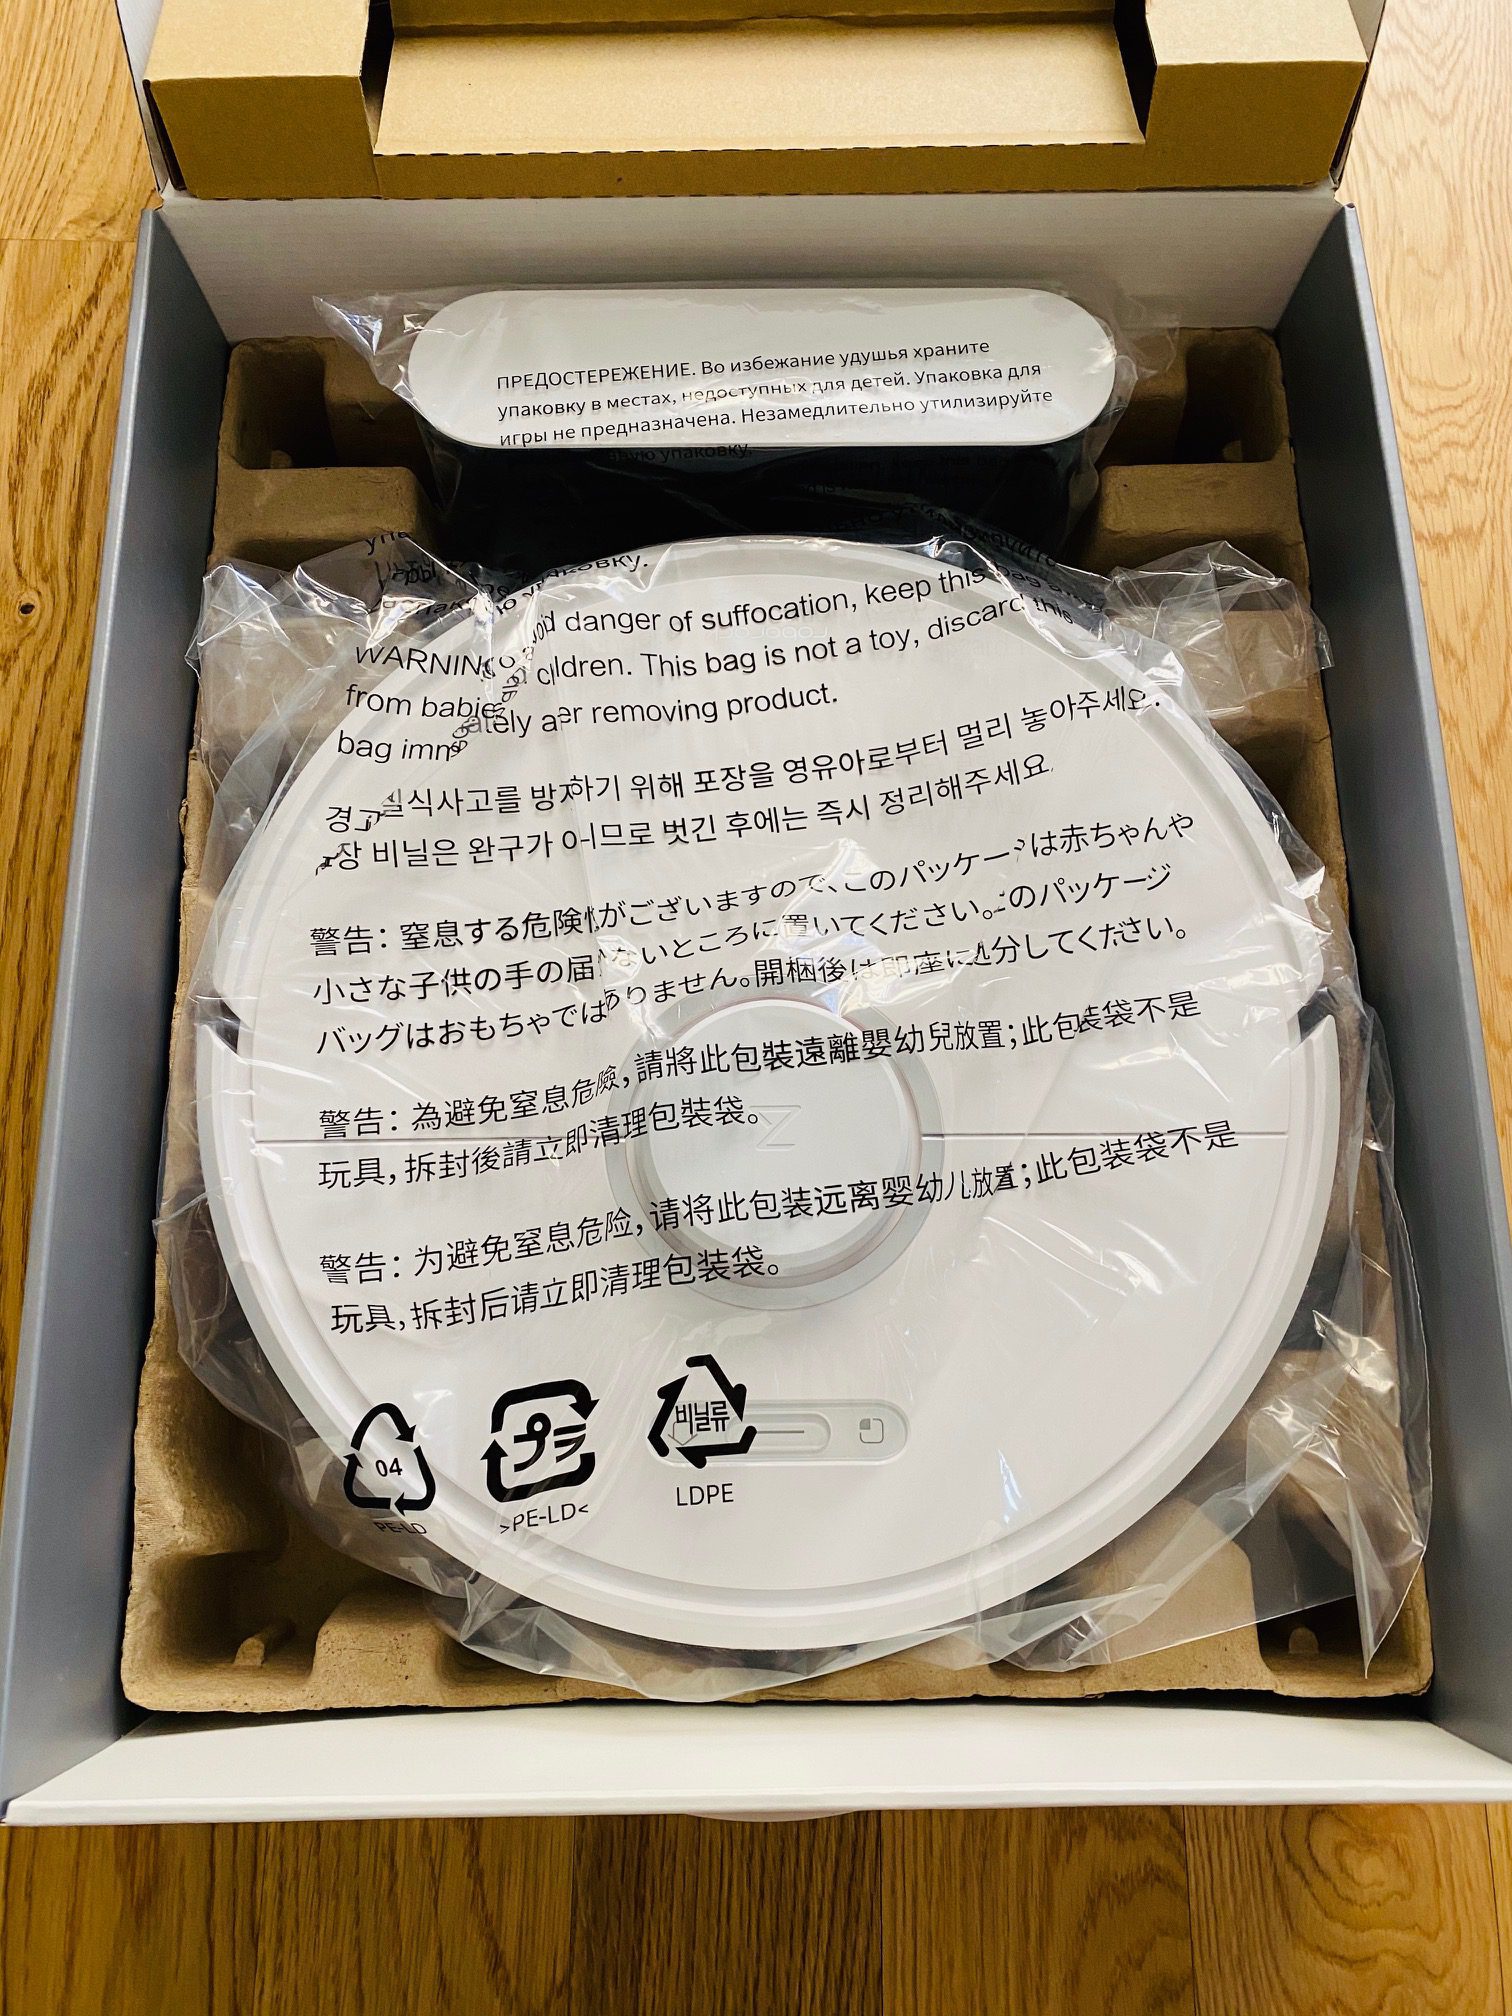 ПРЕДОСТЕРЕЖЕНИЕ. Во избежание удушья храните
упаковку в местах, недоступных для детей. Упаковка для
игры не предназначена. Незамедлительно утилизируйте
упаковку.
danger of suffocation, keep this bag away
from babies children. This bag is not a toy, discard this
bag removing product.
식사고를 방지하기 위해 포장을 영유아로부터 멀리 놓아주세요.
비닐은 완구가 아니므로 벗긴 후에는 즉시 정리해주세요.
警告：窒息する危険性がございますので、このパッケージは赤ちゃんや
小さな子供の手の届かないところに置いてください。このパッケージ
バッグはおもちゃではありません。開梱後は即座に処分してください。
警告：為避免窒息危險，請將此包裝遠離嬰幼兒放置；此包裝袋不是
玩具，拆封後請立即清理包裝袋。
警告：为避免窒息危险，请将此包装远离婴幼儿放置；此包装袋不是
玩具，拆封后请立即清理包装袋。
04
PE-LD
プラ
>PE-LD<
비닐류
LDPE